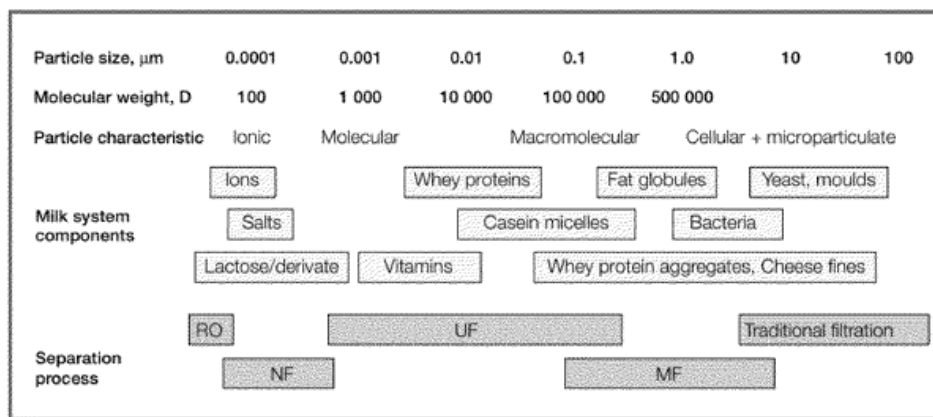 Particle size, μm 0.0001 0.001 0.01 0.1 1.0 10 100
Molecular weight, D 100 1 000 10 000 100 000 500 000
Particle characteristic Ionic Molecular Macromolecular Cellular + microparticulate
Ions Whey proteins Fat globules Yeast, moulds
Milk system components Salts Casein micelles Bacteria
Lactose/derivate Vitamins Whey protein aggregates, Cheese fines
RO UF Traditional filtration
Separation process NF MF